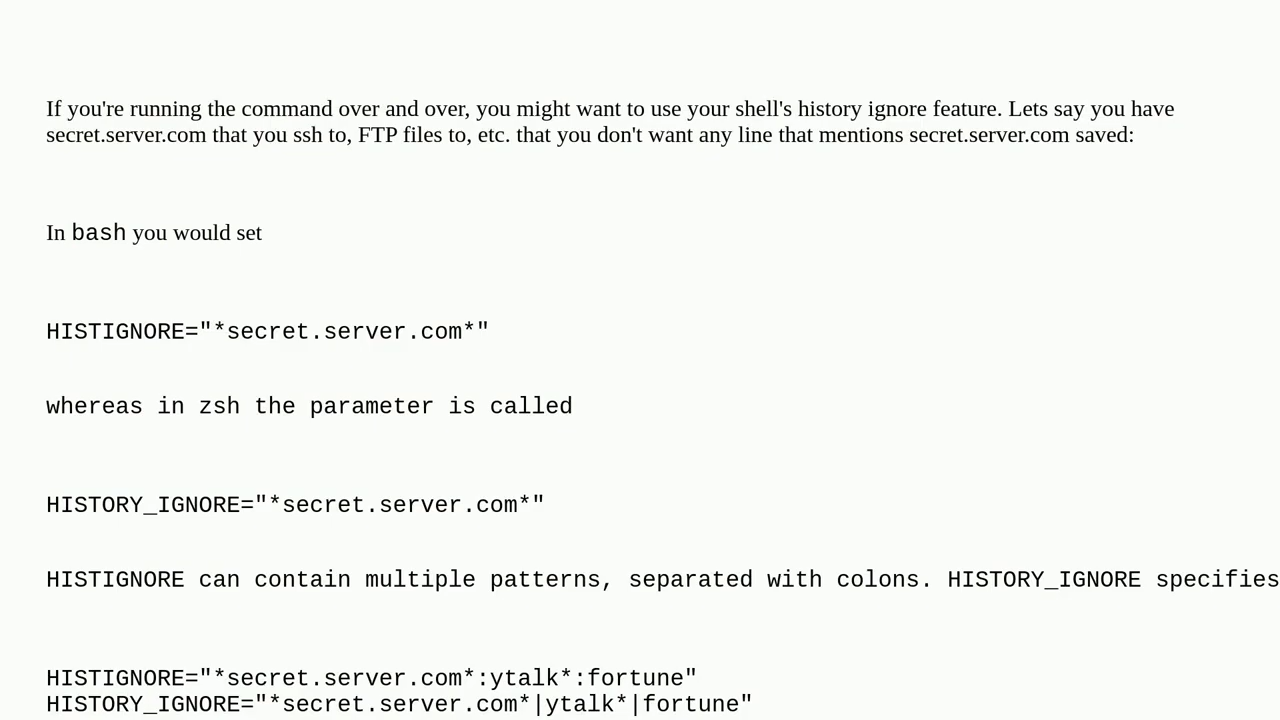 If you're running the command over and over, you might want to use your shell's history ignore feature. Lets say you have
secret.server.com that you ssh to, FTP files to, etc. that you don't want any line that mentions secret.server.com saved:
In bash you would set
HISTIGNORE="*secret.server.com*"
whereas in zsh the parameter is called
HISTORY_IGNORE="*secret.server.com*"
HISTIGNORE can contain multiple patterns, separated with colons. HISTORY_IGNORE specifies
HISTIGNORE="*secret.server.com*:ytalk*:fortune"
HISTORY_IGNORE="*secret.server.com*|ytalk*|fortune"